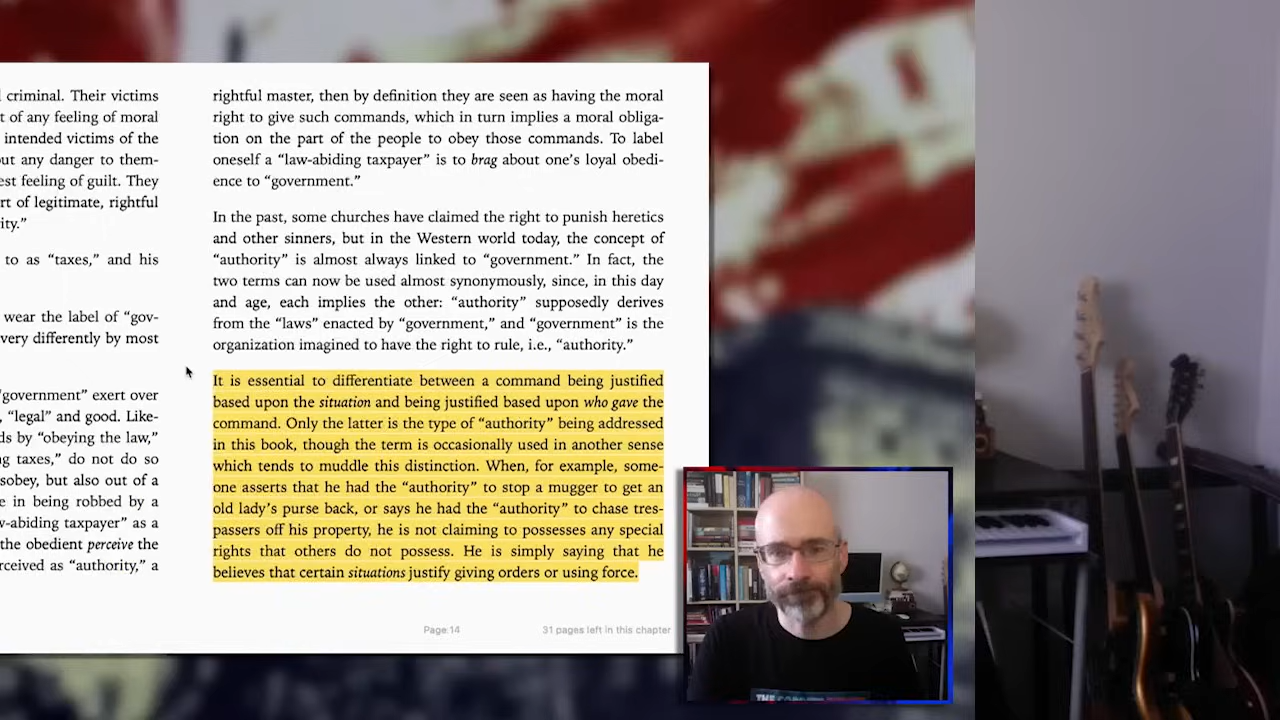 l criminal. Their victims
t of any feeling of moral
intended victims of the
out any danger to them-
est feeling of guilt. They
rt of legitimate, rightful
ity.”
to as “taxes,” and his
wear the label of “gov-
very differently by most
“government” exert over
, “legal” and good. Like-
ds by “obeying the law,”
ng taxes,” do not do so
sobey, but also out of a
e in being robbed by a
w-abiding taxpayer” as a
the obedient perceive the
rceived as “authority,” a
rightful master, then by definition they are seen as having the moral
right to give such commands, which in turn implies a moral obliga-
tion on the part of the people to obey those commands. To label
oneself a “law-abiding taxpayer” is to brag about one’s loyal obedi-
ence to “government.”
In the past, some churches have claimed the right to punish heretics
and other sinners, but in the Western world today, the concept of
“authority” is almost always linked to “government.” In fact, the
two terms can now be used almost synonymously, since, in this day
and age, each implies the other: “authority” supposedly derives
from the “laws” enacted by “government,” and “government” is the
organization imagined to have the right to rule, i.e., “authority.”
It is essential to differentiate between a command being justified
based upon the situation and being justified based upon who gave the
command. Only the latter is the type of “authority” being addressed
in this book, though the term is occasionally used in another sense
which tends to muddle this distinction. When, for example, some-
one asserts that he had the “authority” to stop a mugger to get an
old lady’s purse back, or says he had the “authority” to chase tres-
passers off his property, he is not claiming to possesses any special
rights that others do not possess. He is simply saying that he
believes that certain situations justify giving orders or using force.
Page:14
31 pages left in this chapter